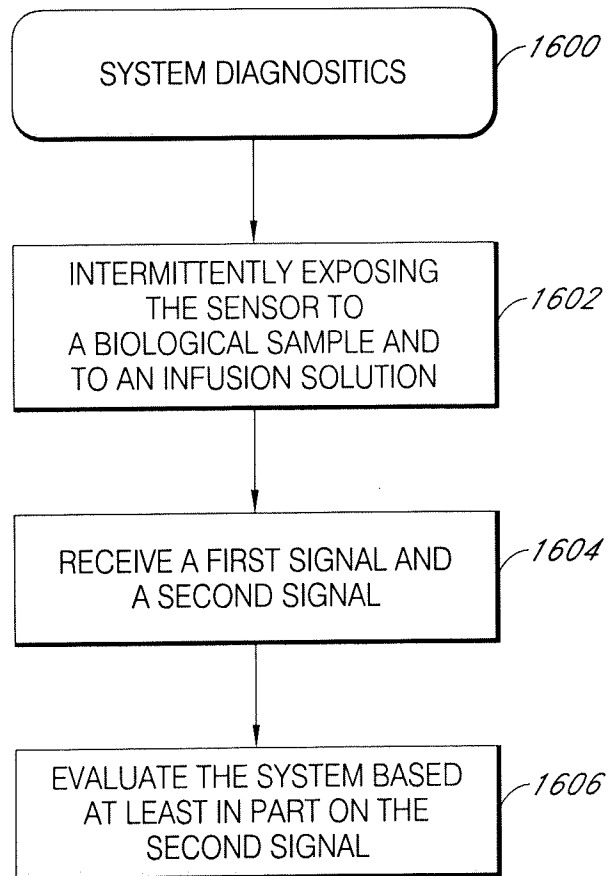 SYSTEM DIAGNOSITICS
1600
INTERMITTENTLY EXPOSING
THE SENSOR TO
A BIOLOGICAL SAMPLE AND
TO AN INFUSION SOLUTION
1602
RECEIVE A FIRST SIGNAL AND
A SECOND SIGNAL
1604
EVALUATE THE SYSTEM BASED
AT LEAST IN PART ON THE
SECOND SIGNAL
1606